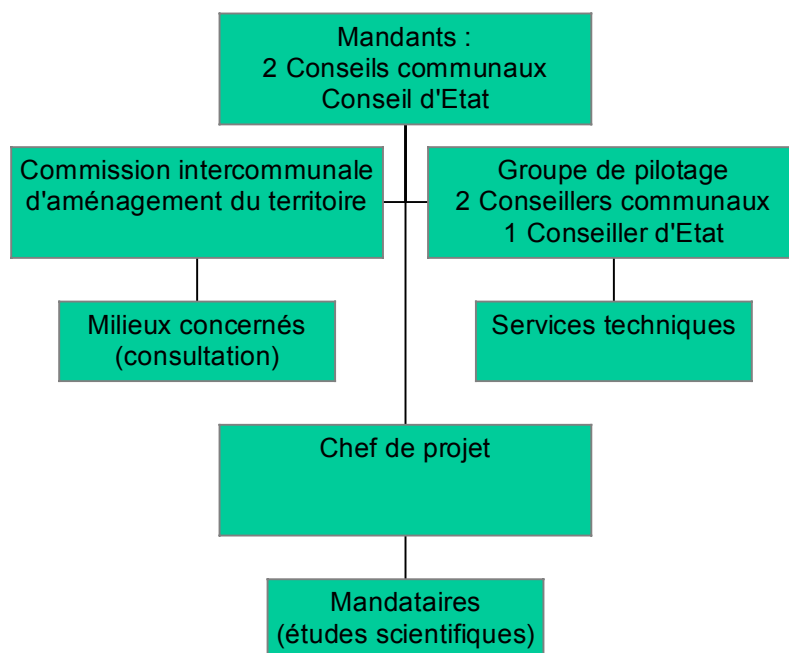 Mandants :
2 Conseils communaux
Conseil d'Etat
Commission intercommunale
d'aménagement du territoire
Groupe de pilotage
2 Conseillers communaux
1 Conseiller d'Etat
Milieux concernés
(consultation)
Services techniques
Chef de projet
Mandataires
(études scientifiques)